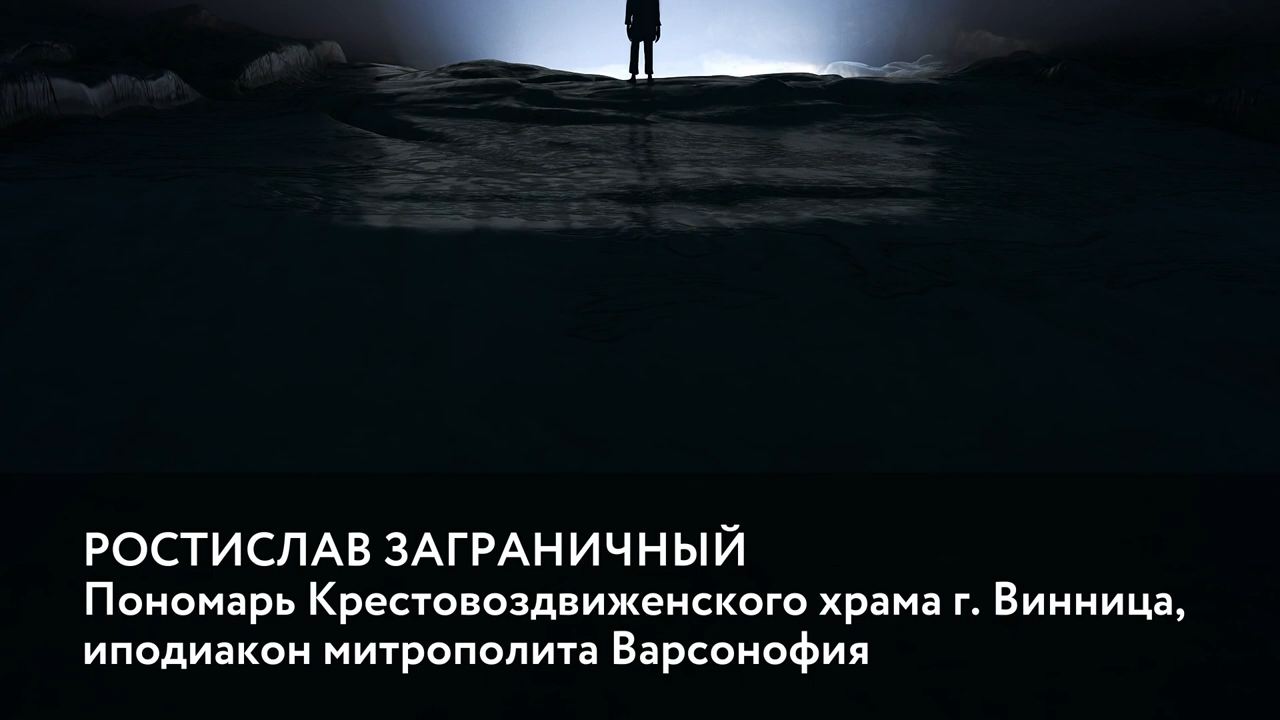 РОСТИСЛАВ ЗАГРАНИЧНЫЙ
Пономарь Крестовоздвиженского храма г. Винница,
иподиакон митрополита Варсонофия